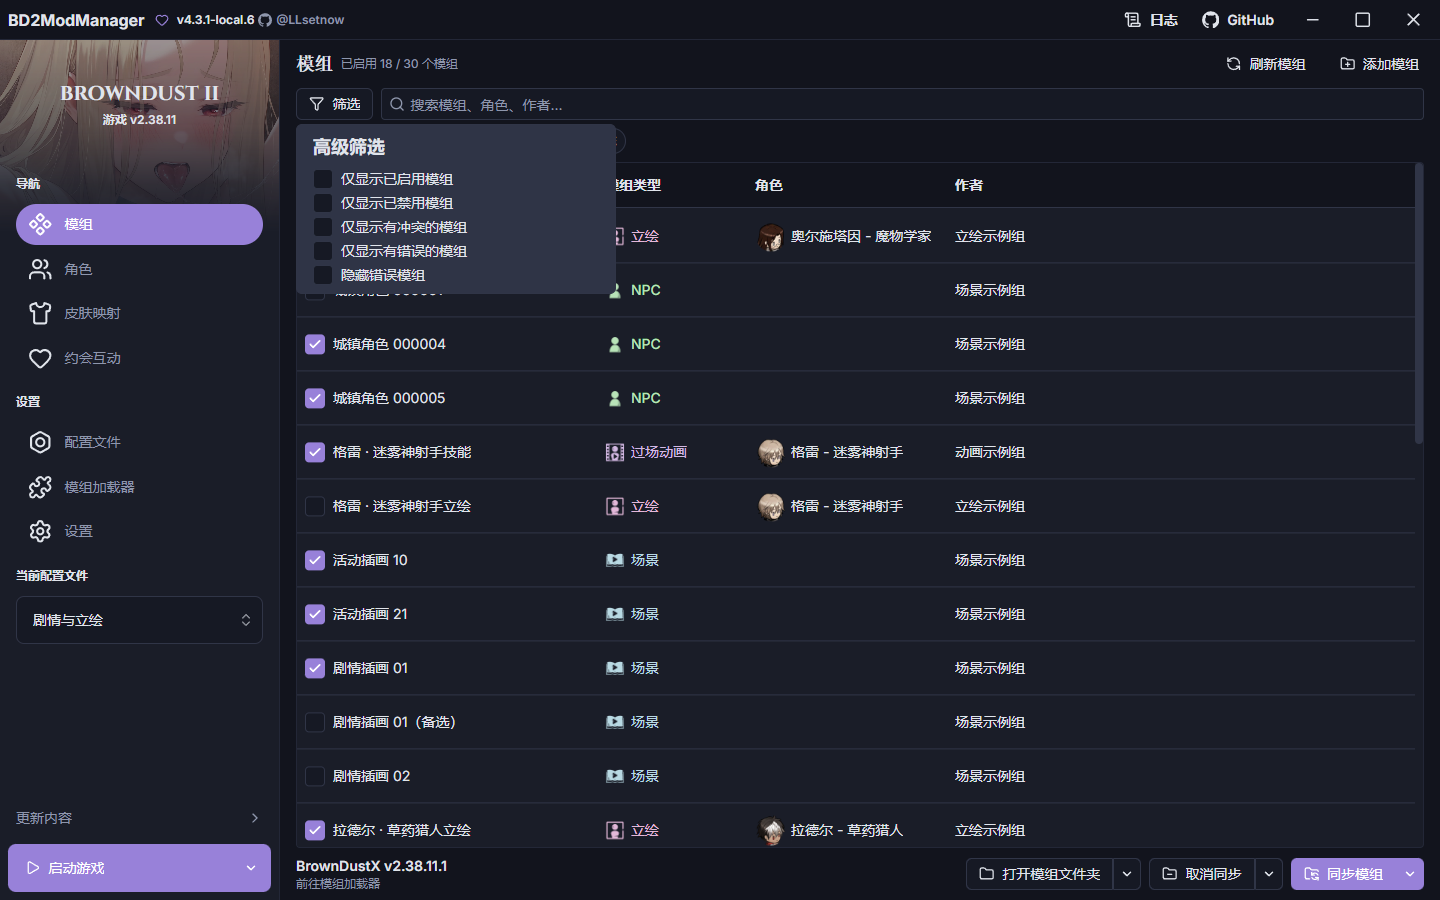 BD2ModManager v4.3.1-local.6 @LLsetnow
日志 GitHub
BROWNDUST II
游戏 v2.38.11
导航
模组
角色
皮肤映射
约会互动
设置
配置文件
模组加载器
设置
当前配置文件
剧情与立绘
更新内容
启动游戏
模组 已启用 18 / 30 个模组
刷新模组 添加模组
筛选 搜索模组、角色、作者...
高级筛选
仅显示已启用模组
仅显示已禁用模组
仅显示有冲突的模组
仅显示有错误的模组
隐藏错误模组
组类型 角色 作者
立绘 奥尔施塔因 - 魔物学家 立绘示例组
NPC 场景示例组
城镇角色 000004 NPC 场景示例组
城镇角色 000005 NPC 场景示例组
格雷 · 迷雾神射手技能 过场动画 格雷 - 迷雾神射手 动画示例组
格雷 · 迷雾神射手立绘 立绘 格雷 - 迷雾神射手 立绘示例组
活动插画 10 场景 场景示例组
活动插画 21 场景 场景示例组
剧情插画 01 场景 场景示例组
剧情插画 01（备选） 场景 场景示例组
剧情插画 02 场景 场景示例组
拉德尔 · 草药猎人立绘 立绘 拉德尔 - 草药猎人 立绘示例组
BrownDustX v2.38.11.1
前往模组加载器
打开模组文件夹 取消同步 同步模组